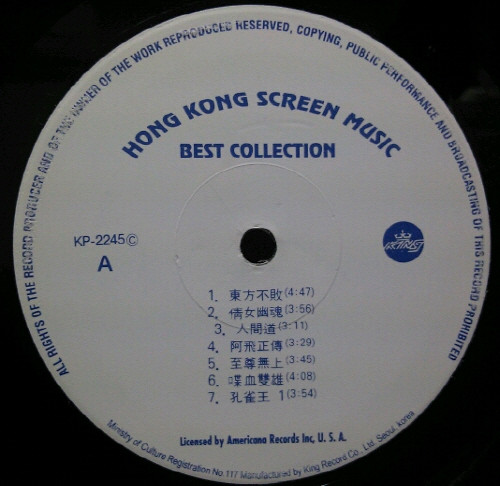 ALL RIGHTS OF THE RECORD PRODUCER AND OF THE OWNER OF THE WORK REPRODUCED RESERVED, COPYING, PUBLIC PERFORMANCE AND BROADCASTING OF THIS RECORD PROHIBITED
HONG KONG SCREEN MUSIC
BEST COLLECTION
KP-2245Ⓒ
A
1. 東方不敗(4:47)
2. 倩女幽魂(3:56)
3. 人間道(3:11)
4. 阿飛正傳(3:29)
5. 至尊無上(3:45)
6. 喋血雙雄(4:08)
7. 孔雀王 1(3:54)
Licensed by Americana Records Inc, U. S. A.
Ministry of Culture Registration No.117 Manufactured by King Record Co., Ltd. Seoul, korea